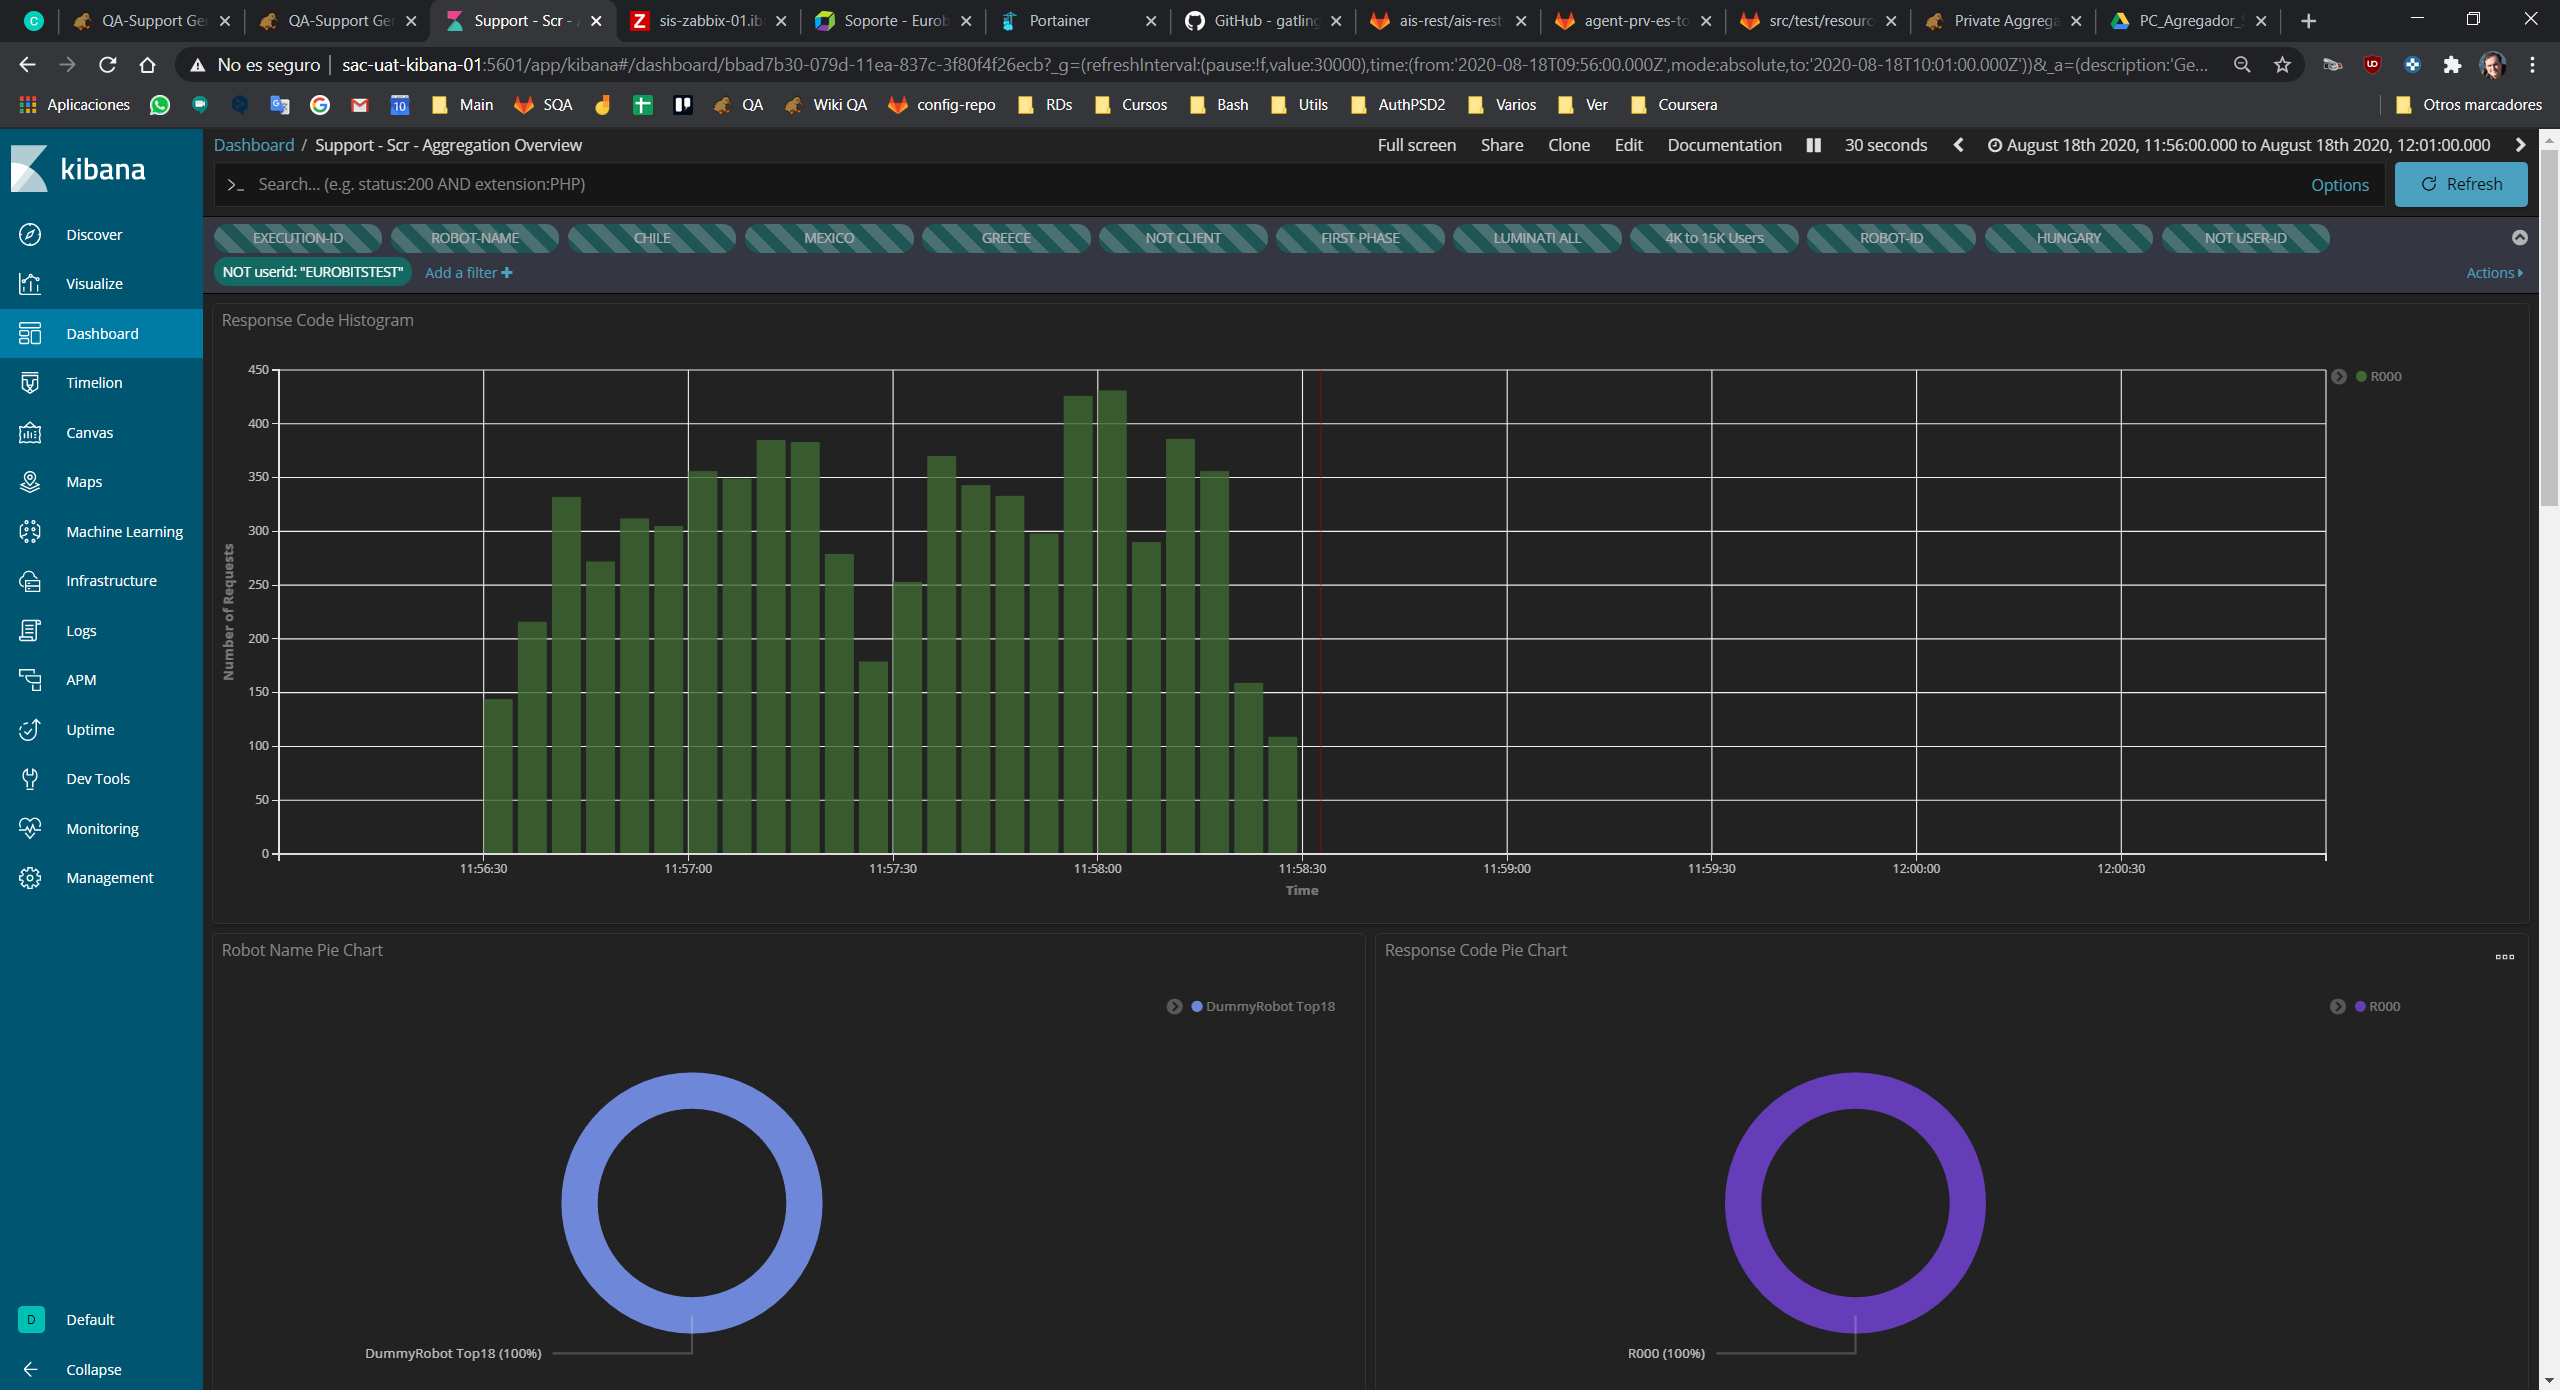 QA-Support Ger
QA-Support Ger
Support - Scr - A
sis-zabbix-01.ib
Soporte - Eurob
Portainer
GitHub - gatling
ais-rest/ais-rest
agent-prv-es-to
src/test/resourc
Private Aggrega
PC_Agregador_S
No es seguro | sac-uat-kibana-01:5601/app/kibana#/dashboard/bbad7b30-079d-11ea-837c-3f80f4f26ecb?_g=(refreshInterval:(pause:!f,value:30000),time:(from:'2020-08-18T09:56:00.000Z',mode:absolute,to:'2020-08-18T10:01:00.000Z'))&_a=(description:'Ge...
Aplicaciones Main SQA QA Wiki QA config-repo RDs Cursos Bash Utils AuthPSD2 Varios Ver Coursera Otros marcadores
kibana
Discover
Visualize
Dashboard
Timelion
Canvas
Maps
Machine Learning
Infrastructure
Logs
APM
Uptime
Dev Tools
Monitoring
Management
D Default
Collapse
Dashboard / Support - Scr - Aggregation Overview
Full screen Share Clone Edit Documentation 30 seconds August 18th 2020, 11:56:00.000 to August 18th 2020, 12:01:00.000
>_ Search... (e.g. status:200 AND extension:PHP)
Options Refresh
EXECUTION-ID ROBOT-NAME CHILE MEXICO GREECE NOT CLIENT FIRST PHASE LUMINATI ALL 4K to 15K Users ROBOT-ID HUNGARY NOT USER-ID
NOT userid: "EUROBITSTEST" Add a filter + Actions
Response Code Histogram
450
400
350
300
250
200
150
100
50
0
Number of Requests
11:56:30 11:57:00 11:57:30 11:58:00 11:58:30 11:59:00 11:59:30 12:00:00 12:00:30
Time
R000
Robot Name Pie Chart
DummyRobot Top18
DummyRobot Top18 (100%)
Response Code Pie Chart
R000
R000 (100%)